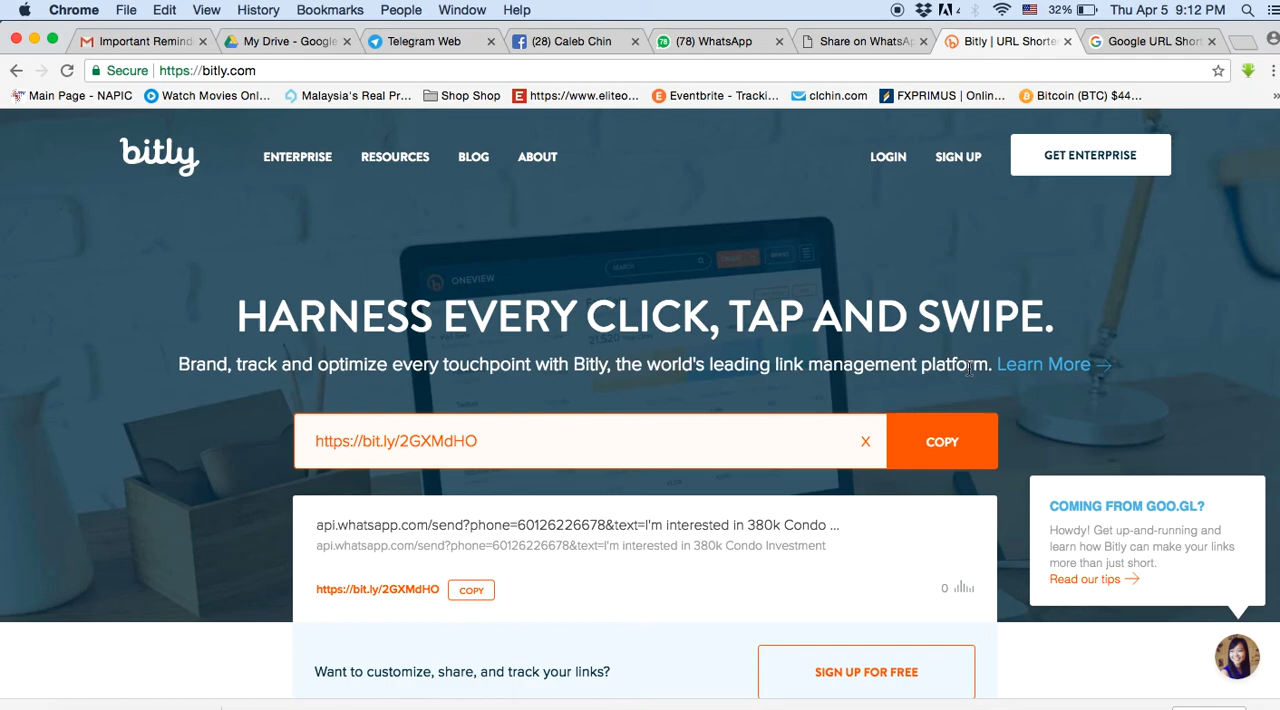 Chrome File Edit View History Bookmarks People Window Help 4 32% Thu Apr 5 9:12 PM
Important Remind Drive My Drive - Google Telegram Web (28) Caleb Chin (78) WhatsApp Share on WhatsA Bitly | URL Shorte Google URL Short
Secure https://bitly.com
Main Page - NAPIC Watch Movies Onl... Malaysia's Real Pr... Shop Shop https://www.eliteo... Eventbrite - Tracki... clchin.com FXPRIMUS | Onlin... Bitcoin (BTC) $44... »
bitly ENTERPRISE RESOURCES BLOG ABOUT LOGIN SIGN UP GET ENTERPRISE
ONEVIEW SEARCH
21,520
HARNESS EVERY CLICK, TAP AND SWIPE.
Brand, track and optimize every touchpoint with Bitly, the world's leading link management platform. Learn More →
https://bit.ly/2GXMdHO X COPY
api.whatsapp.com/send?phone=60126226678&text=I'm interested in 380k Condo ...
api.whatsapp.com/send?phone=60126226678&text=I'm interested in 380k Condo Investment
https://bit.ly/2GXMdHO COPY 0
COMING FROM GOO.GL?
Howdy! Get up-and-running and
learn how Bitly can make your links
more than just short.
Read our tips →
Want to customize, share, and track your links? SIGN UP FOR FREE